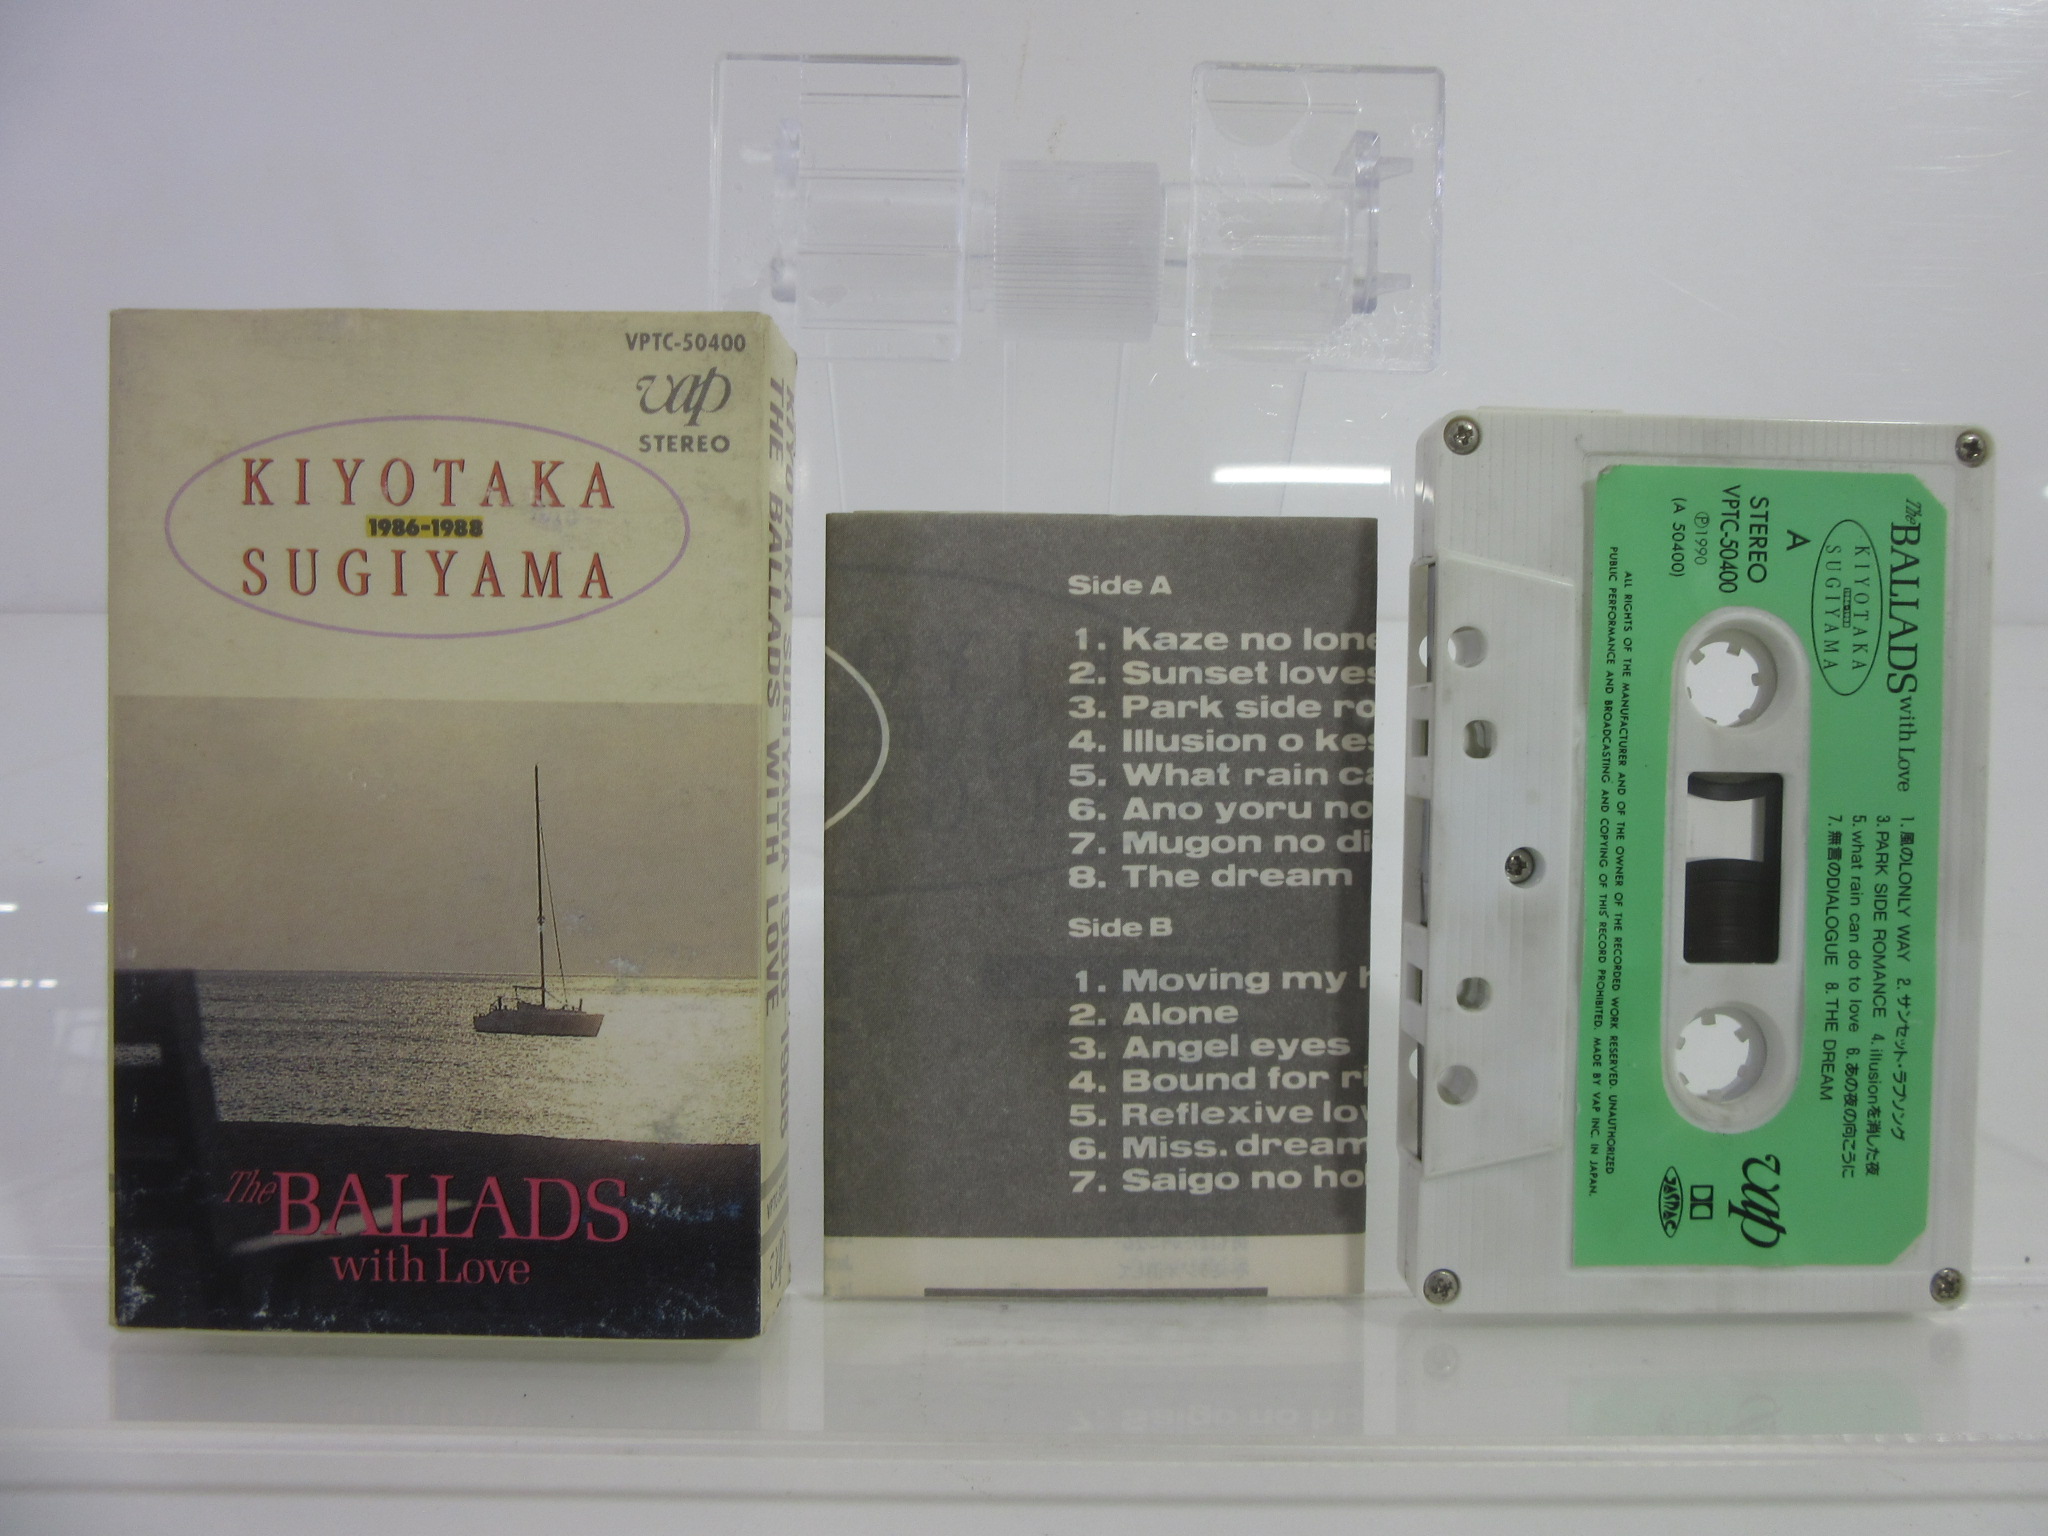 VPTC-50400
vap
STEREO
KIYOTAKA
1986-1988
SUGIYAMA
The BALLADS
with Love
KIYOTAKA SUGIYAMA 1986-1988
THE BALLADS WITH LOVE
Side A
1. Kaze no lone
2. Sunset loves
3. Park side ro
4. Illusion o kes
5. What rain ca
6. Ano yoru no
7. Mugon no di
8. The dream
Side B
1. Moving my h
2. Alone
3. Angel eyes
4. Bound for ri
5. Reflexive lov
6. Miss. dream
7. Saigo no hol
The BALLADS with Love
KIYOTAKA
SUGIYAMA
A
STEREO
VPTC-50400
Ⓟ1990
(A 50400)
1. 風のLONLY WAY 2. サンセット・ラブソング
3. PARK SIDE ROMANCE 4. illusionを消した夜
5. what rain can do to love 6. あの夜の向こうに
7. 無言のDIALOGUE 8. THE DREAM
vap
JASRAC
ALL RIGHTS OF THE MANUFACTURER AND OF THE OWNER OF THE RECORDED WORK RESERVED. UNAUTHORIZED
PUBLIC PERFORMANCE AND BROADCASTING AND COPYING OF THIS RECORD PROHIBITED. MADE BY VAP INC. IN JAPAN.